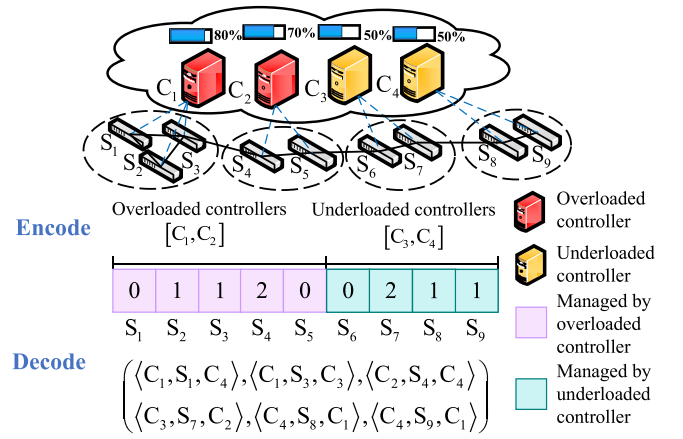 80% 70% 50% 50%
C₁ C₂ C₃ C₄
S₁ S₂ S₃ S₄ S₅ S₆ S₇ S₈ S₉
Overloaded controllers Underloaded controllers
Encode
[C₁,C₂] [C₃,C₄]
0 1 1 2 0 0 2 1 1
S₁ S₂ S₃ S₄ S₅ S₆ S₇ S₈ S₉
Decode
⟨C₁,S₁,C₄⟩,⟨C₁,S₃,C₃⟩,⟨C₂,S₄,C₄⟩
⟨C₃,S₇,C₂⟩,⟨C₄,S₈,C₁⟩,⟨C₄,S₉,C₁⟩
Overloaded
controller
Underloaded
controller
Managed by
overloaded
controller
Managed by
underloaded
controller